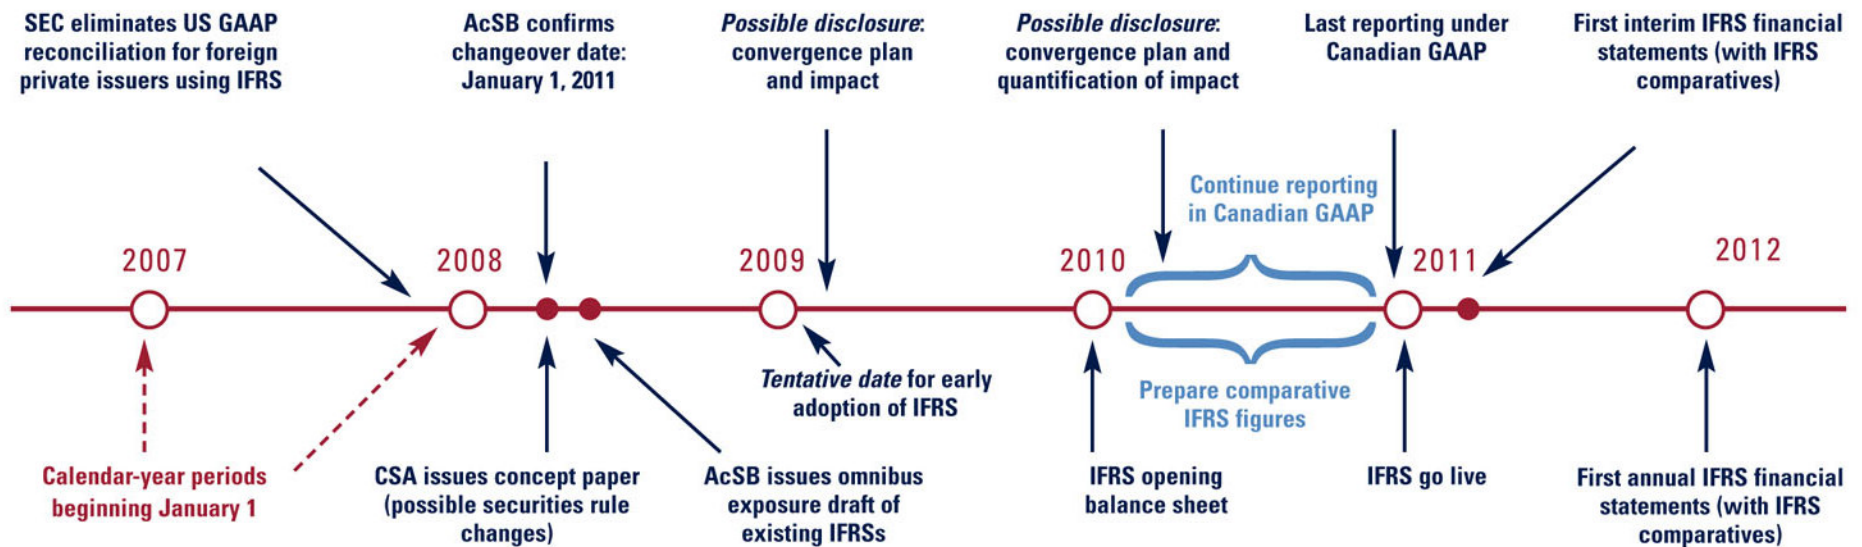 SEC eliminates US GAAP
reconciliation for foreign
private issuers using IFRS
AcSB confirms
changeover date:
January 1, 2011
Possible disclosure:
convergence plan
and impact
Possible disclosure:
convergence plan and
quantification of impact
Last reporting under
Canadian GAAP
First interim IFRS financial
statements (with IFRS
comparatives)
Continue reporting
in Canadian GAAP
2007
2008
2009
2010
2011
2012
Tentative date for early
adoption of IFRS
Prepare comparative
IFRS figures
Calendar-year periods
beginning January 1
CSA issues concept paper
(possible securities rule
changes)
AcSB issues omnibus
exposure draft of
existing IFRSs
IFRS opening
balance sheet
IFRS go live
First annual IFRS financial
statements (with IFRS
comparatives)